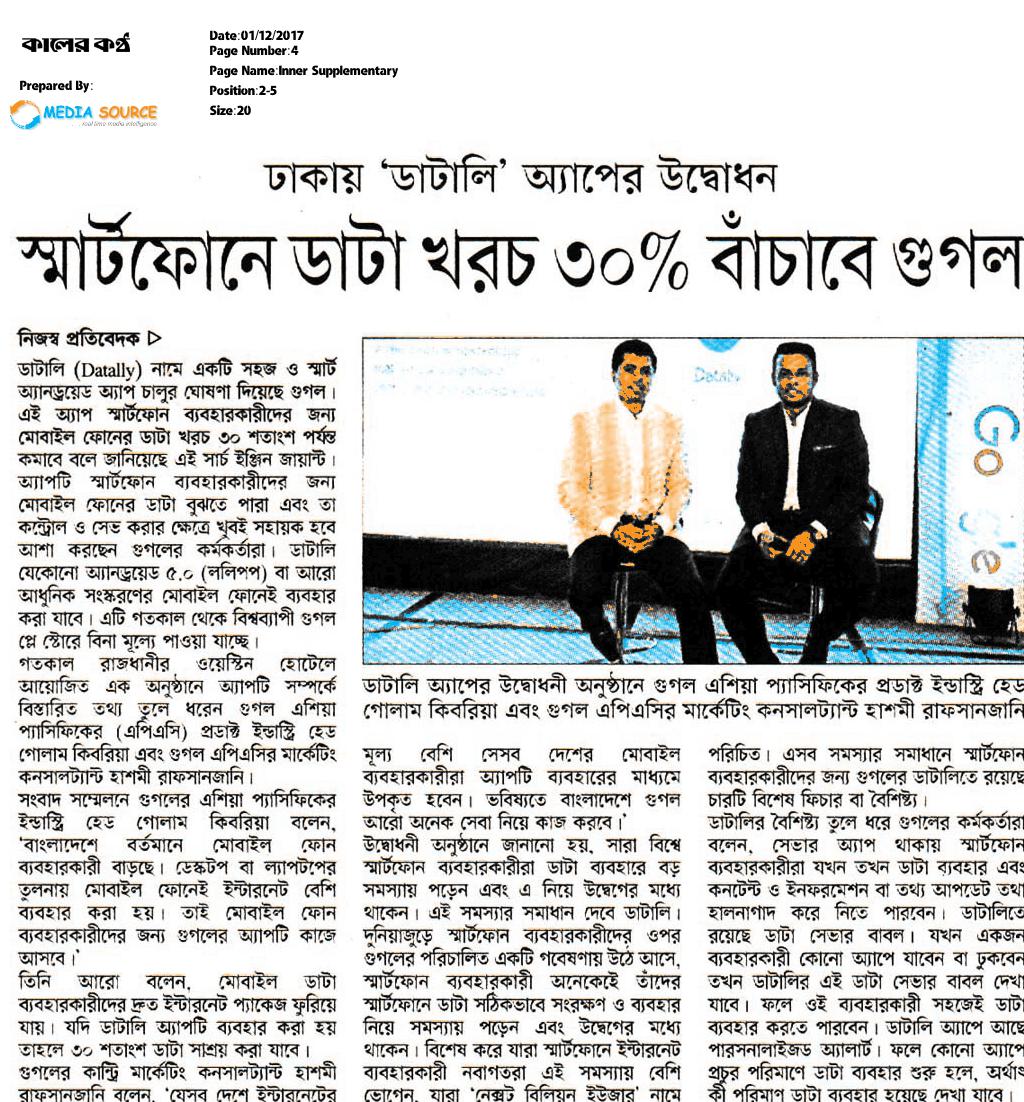 কালের কণ্ঠ
Date:01/12/2017
Page Number:4
Page Name:Inner Supplementary
Position:2-5
Size:20
Prepared By:
MEDIA SOURCE
real time media intelligence
ঢাকায় ‘ডাটালি’ অ্যাপের উদ্বোধন
স্মার্টফোনে ডাটা খরচ ৩০% বাঁচাবে গুগল
নিজস্ব প্রতিবেদক ▷
ডাটালি (Datally) নামে একটি সহজ ও স্মার্ট
অ্যানড্রয়েড অ্যাপ চালুর ঘোষণা দিয়েছে গুগল।
এই অ্যাপ স্মার্টফোন ব্যবহারকারীদের জন্য
মোবাইল ফোনের ডাটা খরচ ৩০ শতাংশ পর্যন্ত
কমাবে বলে জানিয়েছে এই সার্চ ইঞ্জিন জায়ান্ট।
অ্যাপটি স্মার্টফোন ব্যবহারকারীদের জন্য
মোবাইল ফোনের ডাটা বুঝতে পারা এবং তা
কন্ট্রোল ও সেভ করার ক্ষেত্রে খুবই সহায়ক হবে
আশা করছেন গুগলের কর্মকর্তারা। ডাটালি
যেকোনো অ্যানড্রয়েড ৫.০ (ললিপপ) বা আরো
আধুনিক সংস্করণের মোবাইল ফোনেই ব্যবহার
করা যাবে। এটি গতকাল থেকে বিশ্বব্যাপী গুগল
প্লে স্টোরে বিনা মূল্যে পাওয়া যাচ্ছে।
গতকাল রাজধানীর ওয়েস্টিন হোটেলে
আয়োজিত এক অনুষ্ঠানে অ্যাপটি সম্পর্কে
বিস্তারিত তথ্য তুলে ধরেন গুগল এশিয়া
প্যাসিফিকের (এপিএসি) প্রডাক্ট ইন্ডাস্ট্রি হেড
গোলাম কিবরিয়া এবং গুগল এপিএসির মার্কেটিং
কনসালট্যান্ট হাশমী রাফসানজানি।
সংবাদ সম্মেলনে গুগলের এশিয়া প্যাসিফিকের
ইন্ডাস্ট্রি হেড গোলাম কিবরিয়া বলেন,
‘বাংলাদেশে বর্তমানে মোবাইল ফোন
ব্যবহারকারী বাড়ছে। ডেস্কটপ বা ল্যাপটপের
তুলনায় মোবাইল ফোনেই ইন্টারনেট বেশি
ব্যবহার করা হয়। তাই মোবাইল ফোন
ব্যবহারকারীদের জন্য গুগলের অ্যাপটি কাজে
আসবে।’
তিনি আরো বলেন, মোবাইল ডাটা
ব্যবহারকারীদের দ্রুত ইন্টারনেট প্যাকেজ ফুরিয়ে
যায়। যদি ডাটালি অ্যাপটি ব্যবহার করা হয়
তাহলে ৩০ শতাংশ ডাটা সাশ্রয় করা যাবে।
গুগলের কান্ট্রি মার্কেটিং কনসালট্যান্ট হাশমী
রাফসানজানি বলেন, ‘যেসব দেশে ইন্টারনেটের
Datally
Google
ডাটালি অ্যাপের উদ্বোধনী অনুষ্ঠানে গুগল এশিয়া প্যাসিফিকের প্রডাক্ট ইন্ডাস্ট্রি হেড
গোলাম কিবরিয়া এবং গুগল এপিএসির মার্কেটিং কনসালট্যান্ট হাশমী রাফসানজানি
মূল্য বেশি সেসব দেশের মোবাইল
ব্যবহারকারীরা অ্যাপটি ব্যবহারের মাধ্যমে
উপকৃত হবেন। ভবিষ্যতে বাংলাদেশে গুগল
আরো অনেক সেবা নিয়ে কাজ করবে।’
উদ্বোধনী অনুষ্ঠানে জানানো হয়, সারা বিশ্বে
স্মার্টফোন ব্যবহারকারীরা ডাটা ব্যবহারে বড়
সমস্যায় পড়েন এবং এ নিয়ে উদ্বেগের মধ্যে
থাকেন। এই সমস্যার সমাধান দেবে ডাটালি।
দুনিয়াজুড়ে স্মার্টফোন ব্যবহারকারীদের ওপর
গুগলের পরিচালিত একটি গবেষণায় উঠে আসে,
স্মার্টফোন ব্যবহারকারী অনেকেই তাঁদের
স্মার্টফোনে ডাটা সঠিকভাবে সংরক্ষণ ও ব্যবহার
নিয়ে সমস্যায় পড়েন এবং উদ্বেগের মধ্যে
থাকেন। বিশেষ করে যারা স্মার্টফোনে ইন্টারনেট
ব্যবহারকারী নবাগতরা এই সমস্যায় বেশি
ভোগেন, যারা ‘নেক্সট বিলিয়ন ইউজার’ নামে
পরিচিত। এসব সমস্যার সমাধানে স্মার্টফোন
ব্যবহারকারীদের জন্য গুগলের ডাটালিতে রয়েছে
চারটি বিশেষ ফিচার বা বৈশিষ্ট্য।
ডাটালির বৈশিষ্ট্য তুলে ধরে গুগলের কর্মকর্তারা
বলেন, সেভার অ্যাপ থাকায় স্মার্টফোন
ব্যবহারকারীরা যখন তখন ডাটা ব্যবহার এবং
কনটেন্ট ও ইনফরমেশন বা তথ্য আপডেট তথা
হালনাগাদ করে নিতে পারবেন। ডাটালিতে
রয়েছে ডাটা সেভার বাবল। যখন একজন
ব্যবহারকারী কোনো অ্যাপে যাবেন বা ঢুকবেন
তখন ডাটালির এই ডাটা সেভার বাবল দেখা
যাবে। ফলে ওই ব্যবহারকারী সহজেই ডাটা
ব্যবহার করতে পারবেন। ডাটালি অ্যাপে আছে
পারসনালাইজড অ্যালার্ট। ফলে কোনো অ্যাপে
প্রচুর পরিমাণে ডাটা ব্যবহার শুরু হলে, অর্থাৎ
কী পরিমাণ ডাটা ব্যবহার হয়েছে দেখা যাবে।